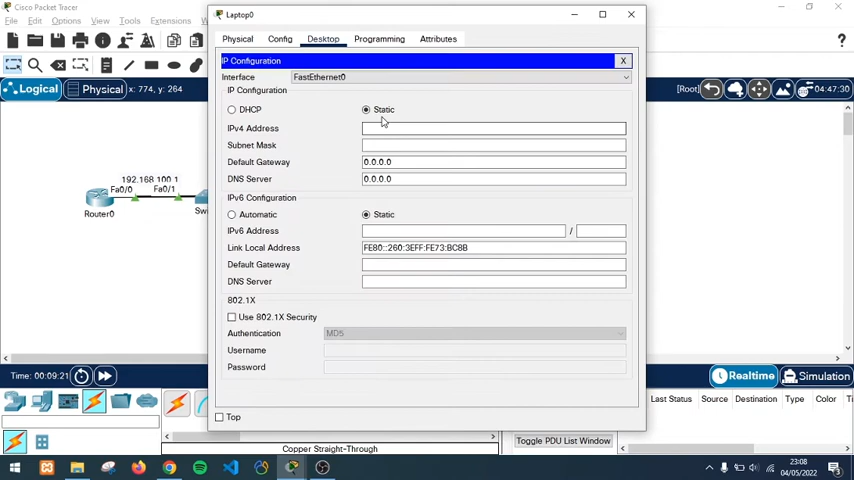 Cisco Packet Tracer
File Edit Options View Tools Extensions
Laptop0
Physical Config Desktop Programming Attributes
IP Configuration X
Interface FastEthernet0
IP Configuration
DHCP Static
IPv4 Address
Subnet Mask
Default Gateway 0.0.0.0
DNS Server 0.0.0.0
IPv6 Configuration
Automatic Static
IPv6 Address /
Link Local Address FE80::260:3EFF:FE73:BC8B
Default Gateway
DNS Server
802.1X
Use 802.1X Security
Authentication MD5
Username
Password
Top
Logical Physical x: 774, y: 264
[Root] 04:47:30
192.168.100.1
Fa0/0 Fa0/1
Router0 Swi
Time: 00:09:21
Realtime Simulation
Last Status Source Destination Type
Copper Straight-Through
Toggle PDU List Window
23:08
04/05/2022